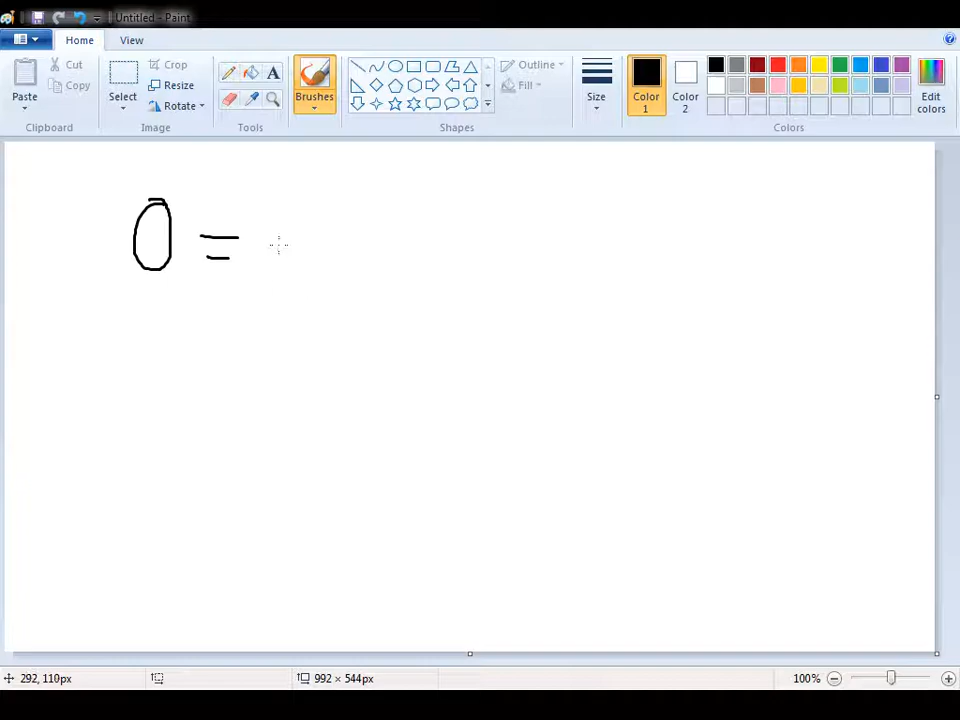 Untitled - Paint
Home View
Paste Cut Copy Clipboard
Select Crop Resize Rotate Image
Tools
Brushes
Outline Fill Shapes
Size
Color 1
Color 2
Edit colors
Colors
0 =
292, 110px 992 × 544px 100%